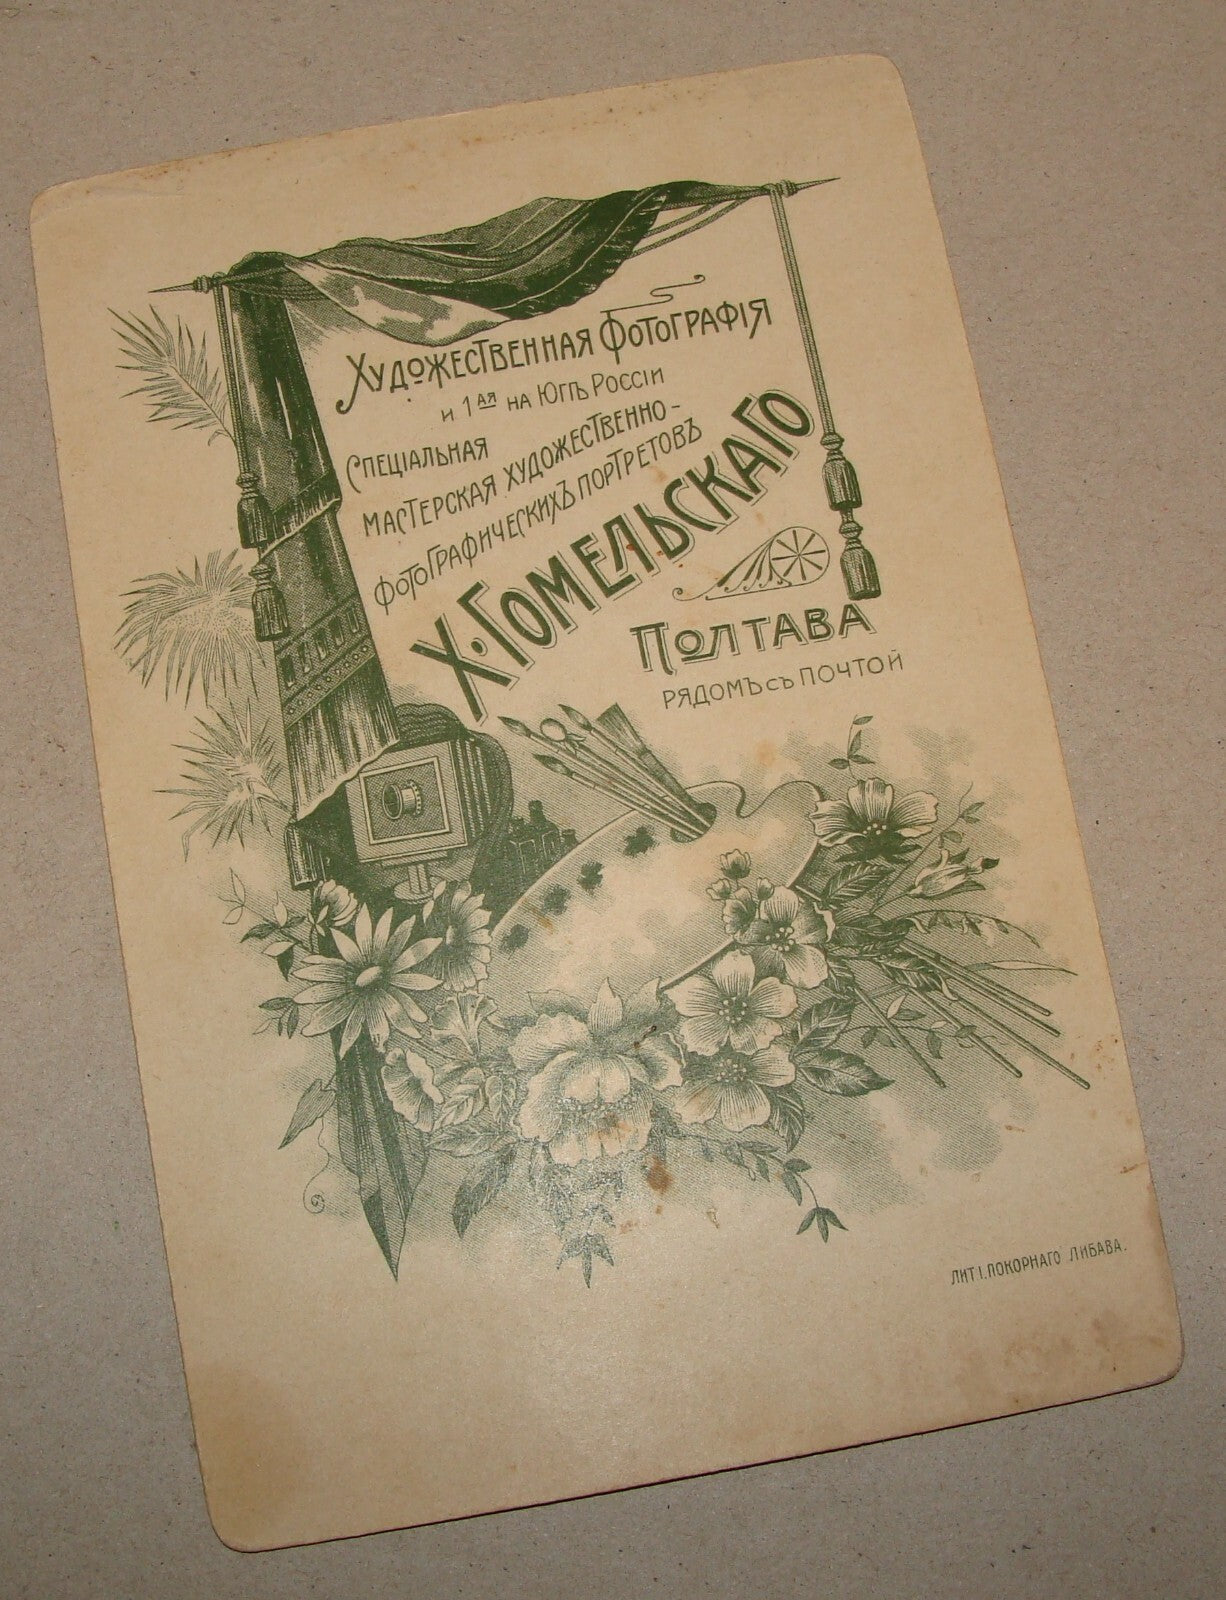 Художественная Фотографія
и 1ая на Югѣ Россіи
Спеціальная
мастерская художественно-
фотографическихъ портретовъ
Х. Гомельскаго
Полтава
рядомъ съ почтой
Лит І. Покорнаго Либава.